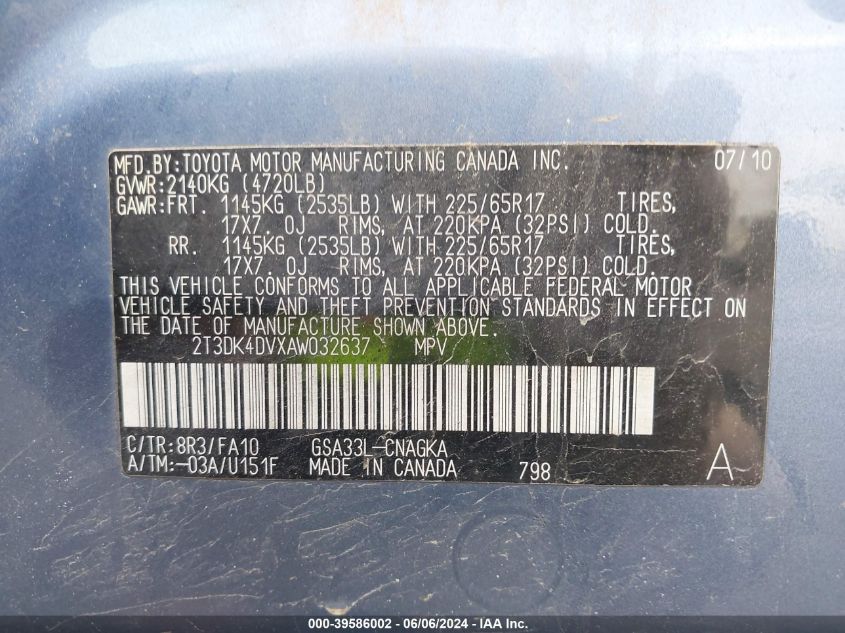 MFD.BY:TOYOTA MOTOR MANUFACTURING CANADA INC. 07/10
GVWR:2140KG (4720LB)
GAWR:FRT. 1145KG (2535LB) WITH 225/65R17 TIRES,
17X7.0J RIMS, AT 220KPA (32PSI) COLD.
RR. 1145KG (2535LB) WITH 225/65R17 TIRES,
17X7.0J RIMS, AT 220KPA (32PSI) COLD.
THIS VEHICLE CONFORMS TO ALL APPLICABLE FEDERAL MOTOR
VEHICLE SAFETY AND THEFT PREVENTION STANDARDS IN EFFECT ON
THE DATE OF MANUFACTURE SHOWN ABOVE.
2T3DK4DVXAW032637 MPV
C/TR:8R3/FA10 GSA33L-CNAGKA
A/TM:-03A/U151F MADE IN CANADA 798 A
000-39586002 - 06/06/2024 - IAAI.com